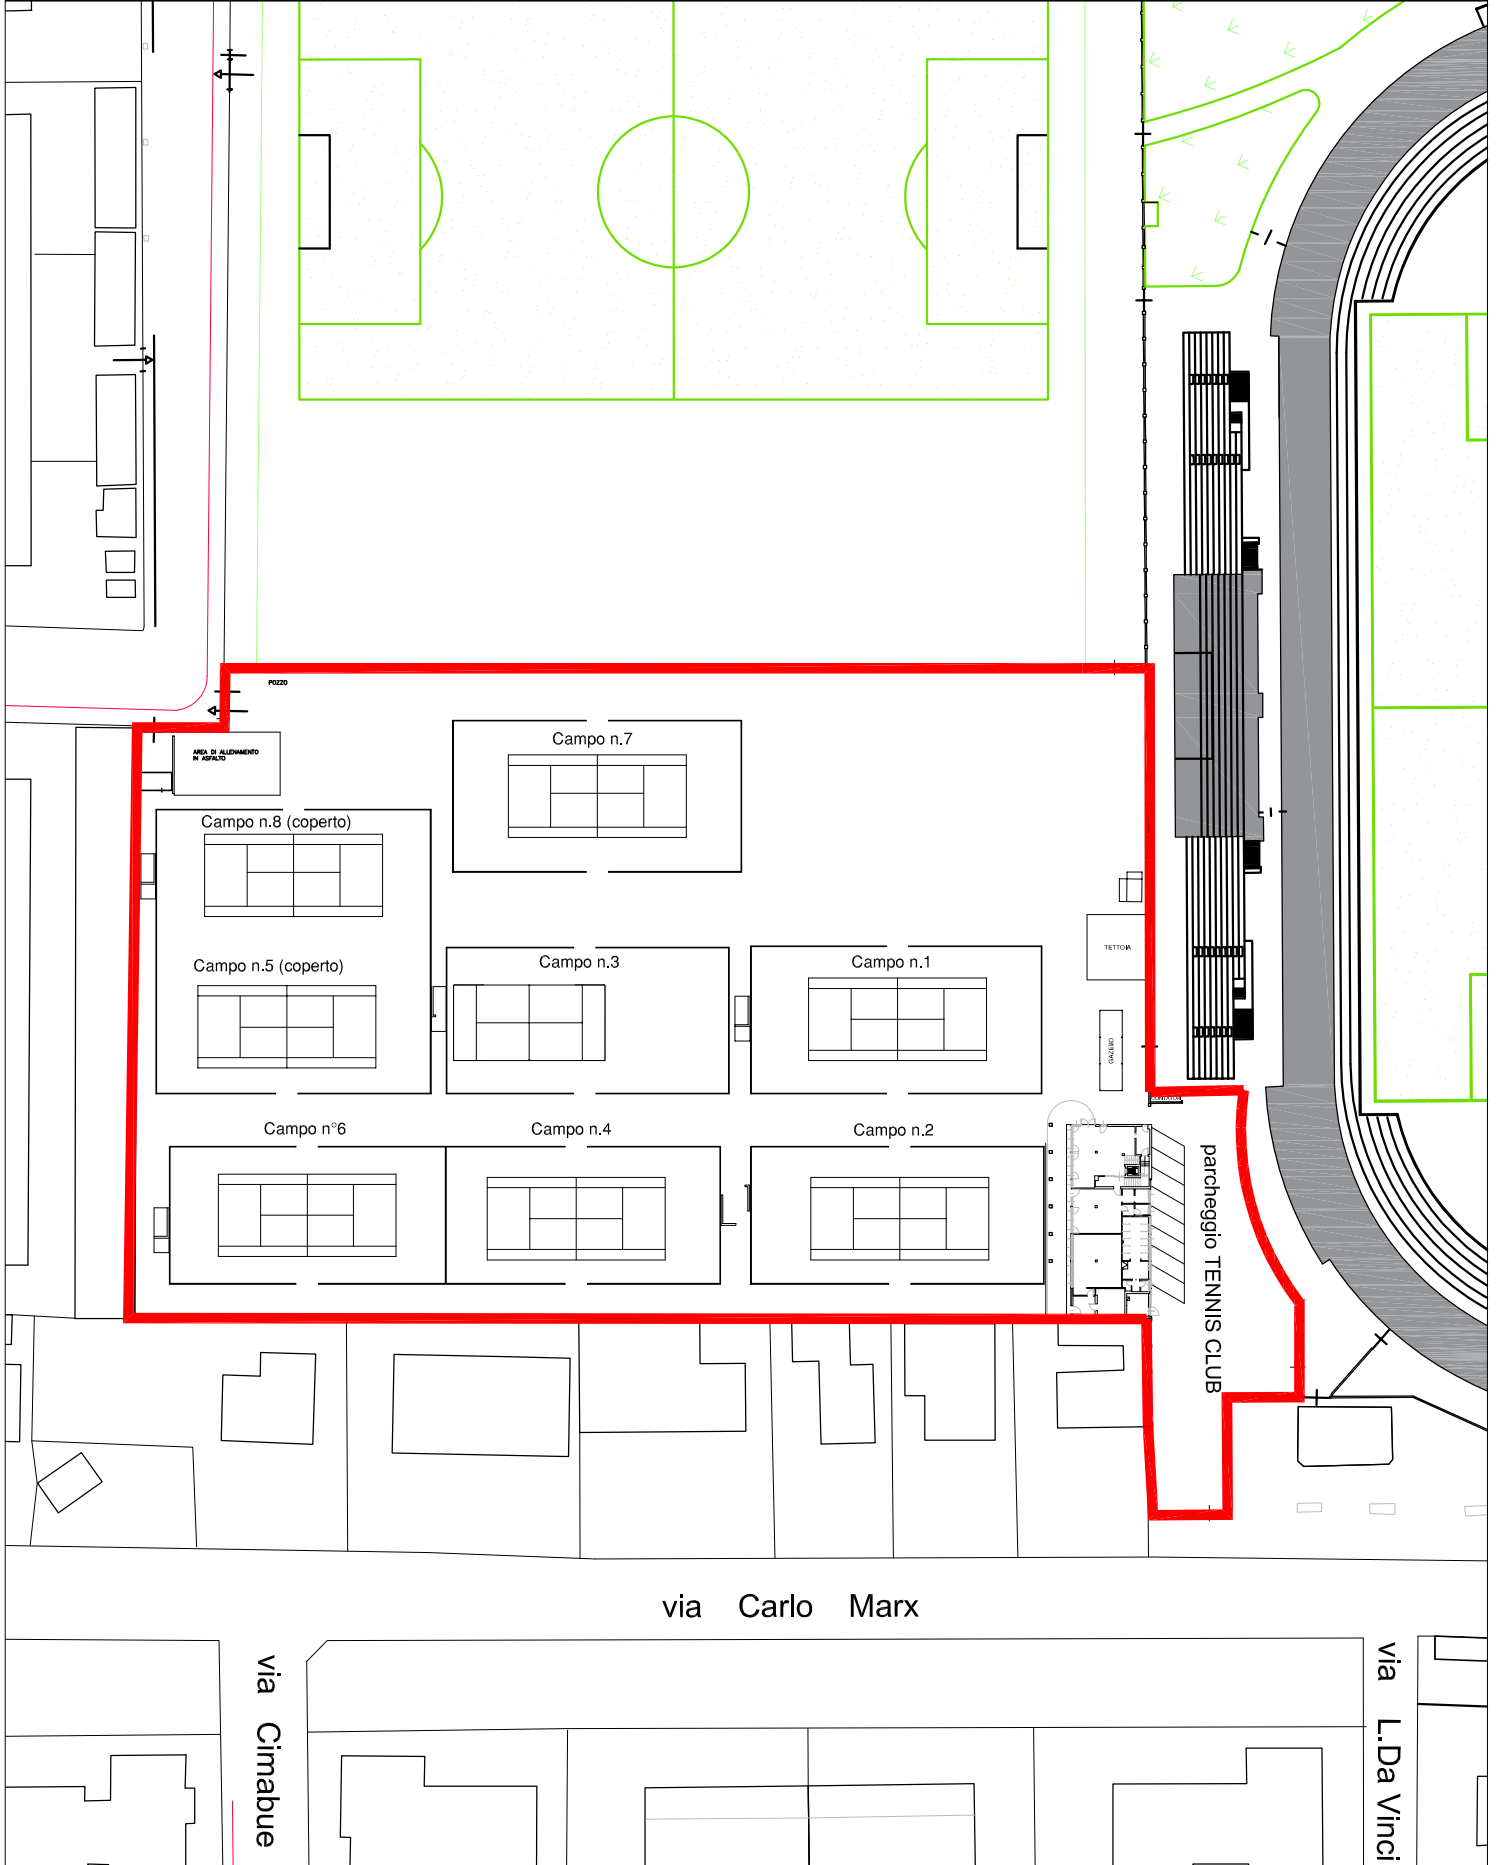 POZZO
AREA DI ALLENAMENTO
IN ASFALTO
Campo n.7
Campo n.8 (coperto)
TETTOIA
Campo n.5 (coperto)
Campo n.3
Campo n.1
GAZEBO
Campo n°6
Campo n.4
Campo n.2
parcheggio TENNIS CLUB
via Carlo Marx
via Cimabue
via L.Da Vinci